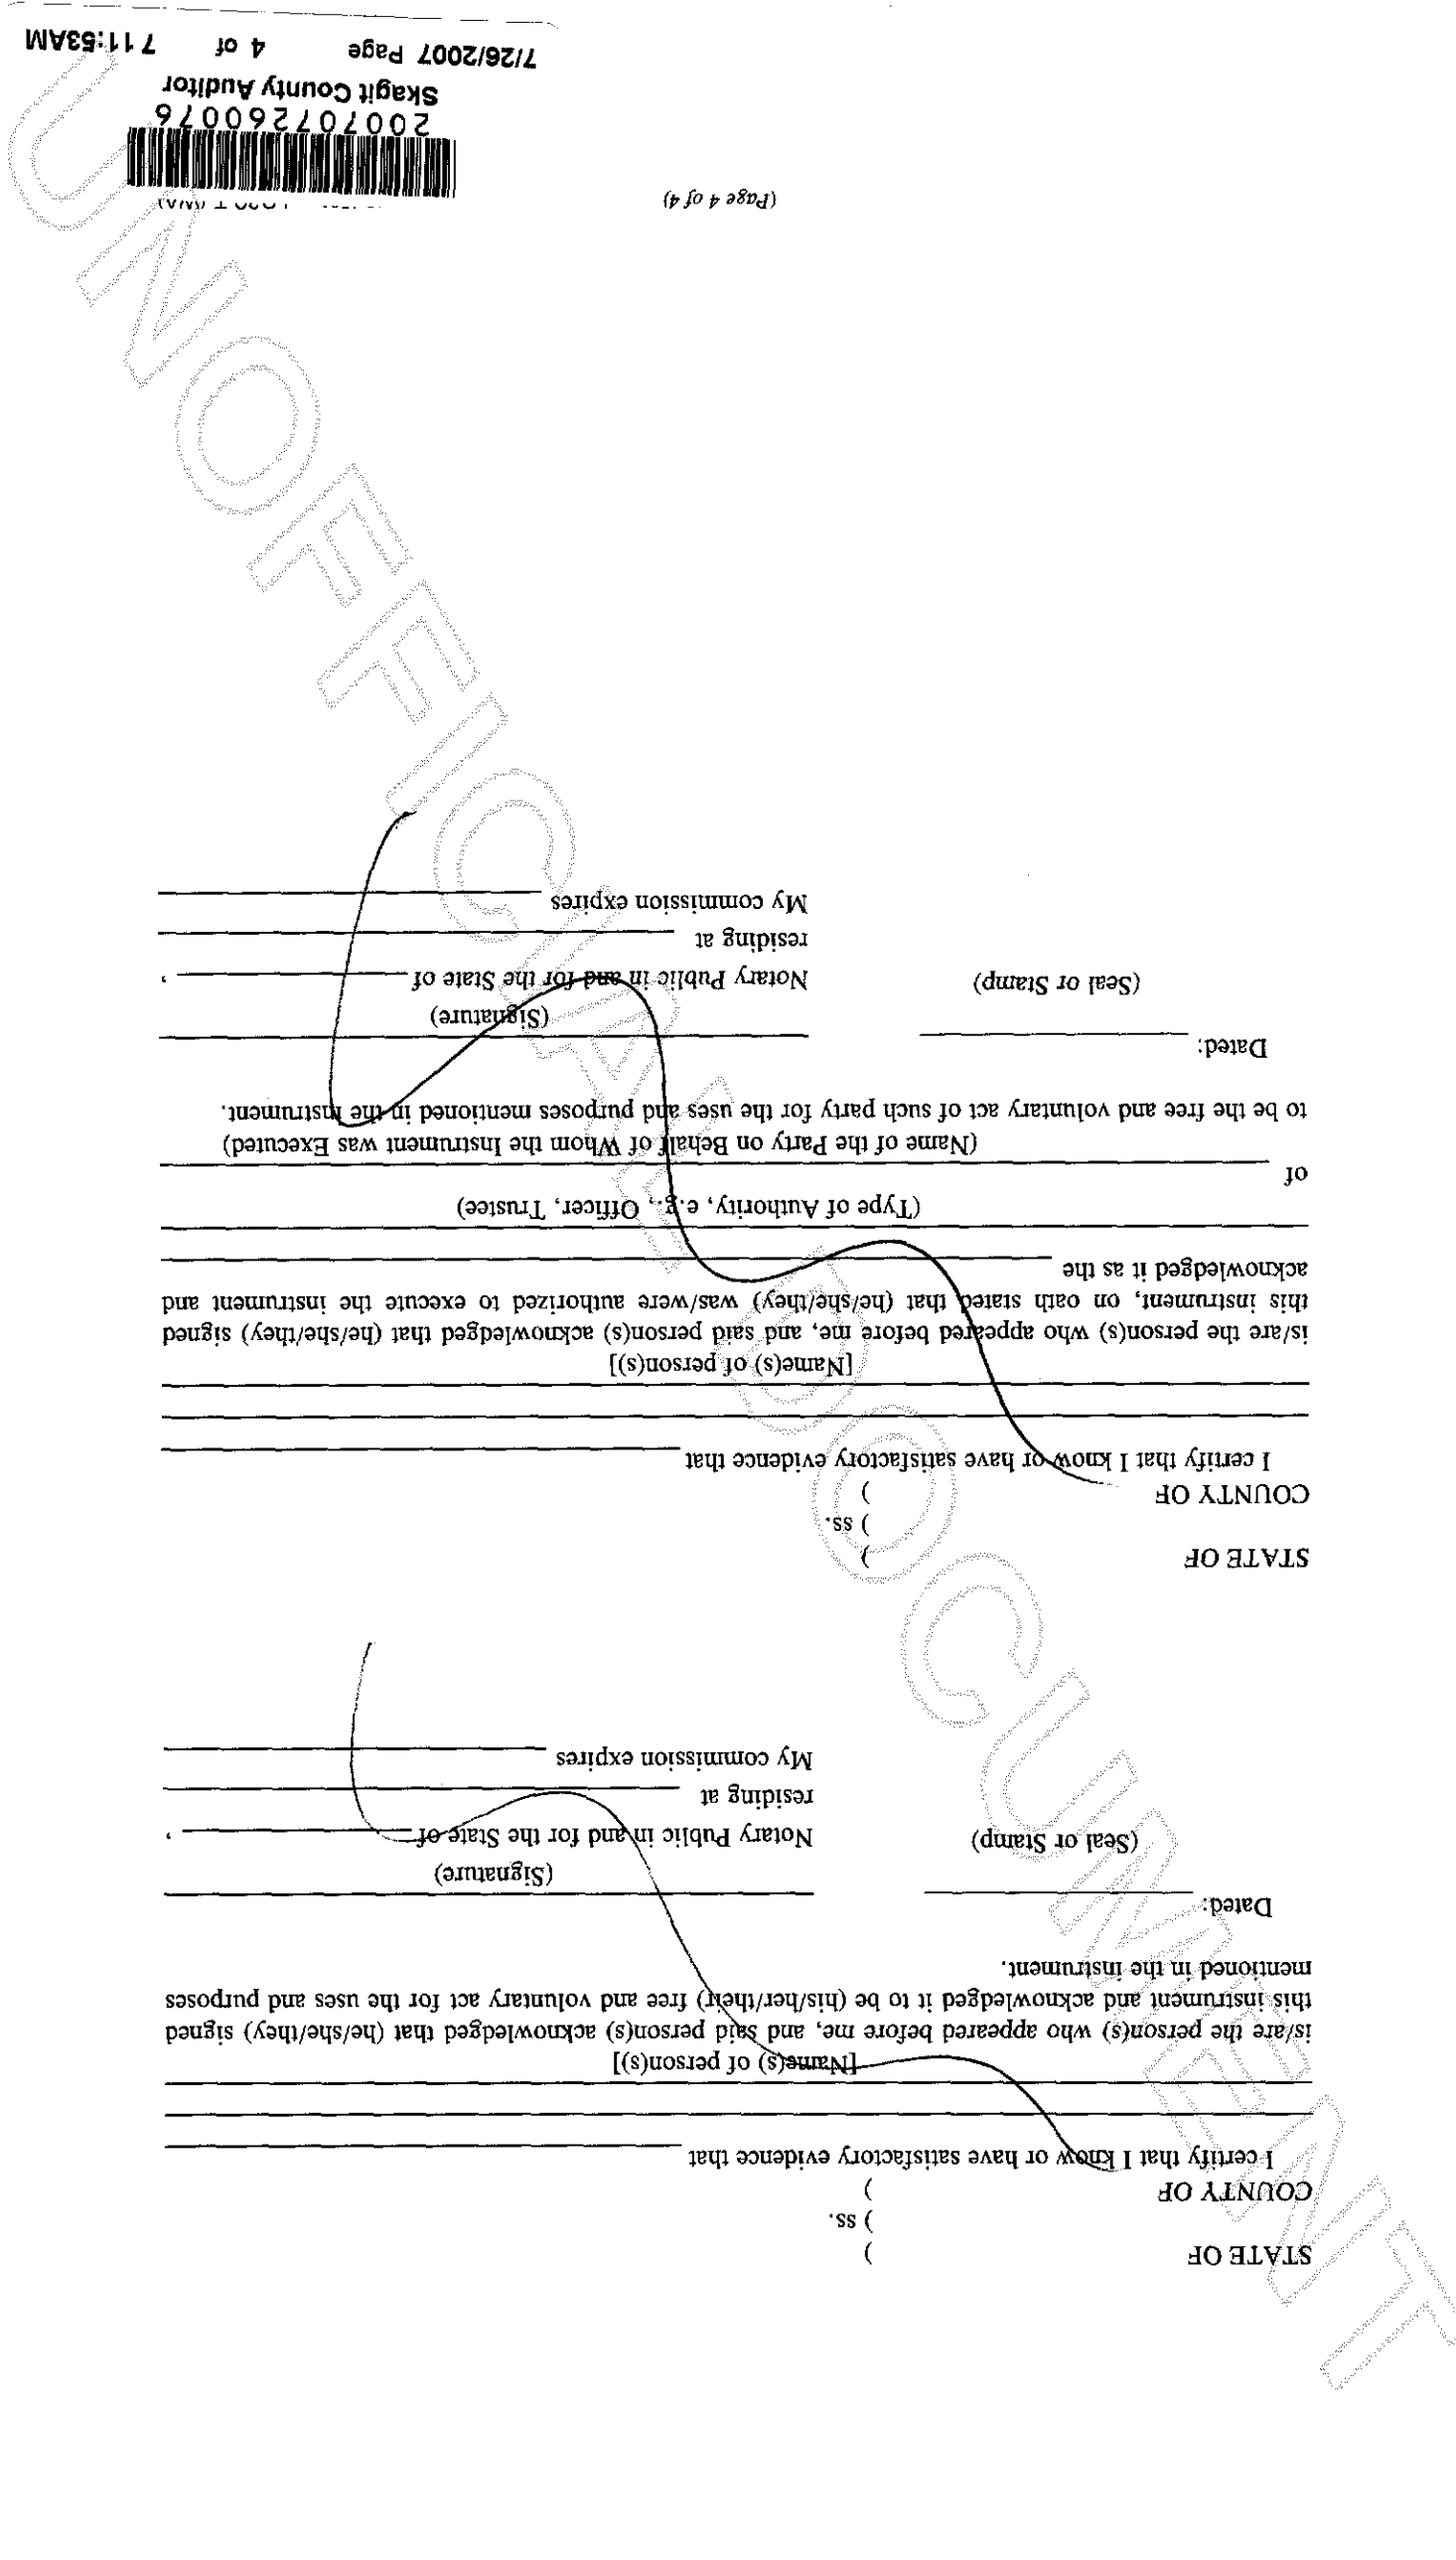 STATE OF )
) ss.
COUNTY OF )
I certify that I know or have satisfactory evidence that
[Name(s) of person(s)]
is/are the person(s) who appeared before me, and said person(s) acknowledged that (he/she/they) signed
this instrument and acknowledged it to be (his/her/their) free and voluntary act for the uses and purposes
mentioned in the instrument.
Dated:
(Signature)
(Seal or Stamp) Notary Public in and for the State of ,
residing at
My commission expires
STATE OF )
) ss.
COUNTY OF )
I certify that I know or have satisfactory evidence that
[Name(s) of person(s)]
is/are the person(s) who appeared before me, and said person(s) acknowledged that (he/she/they) signed
this instrument, on oath stated that (he/she/they) was/were authorized to execute the instrument and
acknowledged it as the
(Type of Authority, e.g., Officer, Trustee)
of
(Name of the Party on Behalf of Whom the Instrument was Executed)
to be the free and voluntary act of such party for the uses and purposes mentioned in the instrument.
Dated:
(Signature)
(Seal or Stamp) Notary Public in and for the State of ,
residing at
My commission expires
(Page 4 of 4)
200707260076
Skagit County Auditor
7/26/2007 Page 4 of 7 11:53AM
UNOFFICIAL DOCUMENT